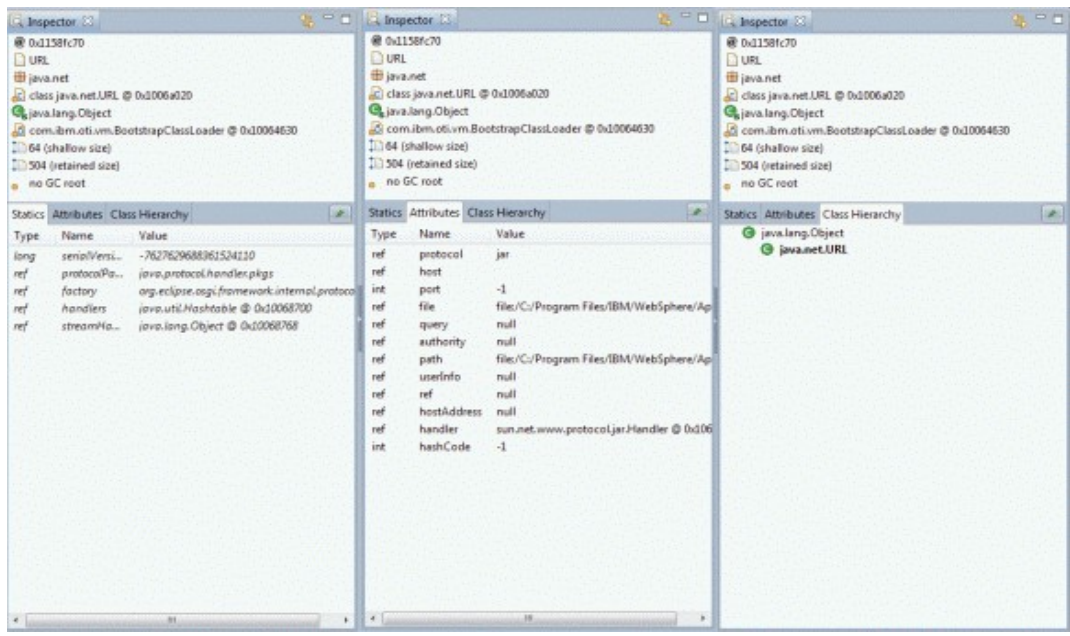 Inspector
0x1158fc70
URL
java.net
class java.net.URL @ 0x1006a020
java.lang.Object
com.ibm.oti.vm.BootstrapClassLoader @ 0x10064630
64 (shallow size)
504 (retained size)
no GC root
Statics Attributes Class Hierarchy
Type Name Value
long serialVersi... -7627629688361524110
ref protocolPa... java.protocol.handler.pkgs
ref factory org.eclipse.osgi.framework.internal.protoco
ref handlers java.util.Hashtable @ 0x10068700
ref streamHa... java.lang.Object @ 0x10068768
Inspector
0x1158fc70
URL
java.net
class java.net.URL @ 0x1006a020
java.lang.Object
com.ibm.oti.vm.BootstrapClassLoader @ 0x10064630
64 (shallow size)
504 (retained size)
no GC root
Statics Attributes Class Hierarchy
Type Name Value
ref protocol jar
ref host
int port -1
ref file file:/C:/Program Files/IBM/WebSphere/Ap
ref query null
ref authority null
ref path file:/C:/Program Files/IBM/WebSphere/Ap
ref userInfo null
ref ref null
ref hostAddress null
ref handler sun.net.www.protocol.jar.Handler @ 0x106
int hashCode -1
Inspector
0x1158fc70
URL
java.net
class java.net.URL @ 0x1006a020
java.lang.Object
com.ibm.oti.vm.BootstrapClassLoader @ 0x10064630
64 (shallow size)
504 (retained size)
no GC root
Statics Attributes Class Hierarchy
java.lang.Object
java.net.URL